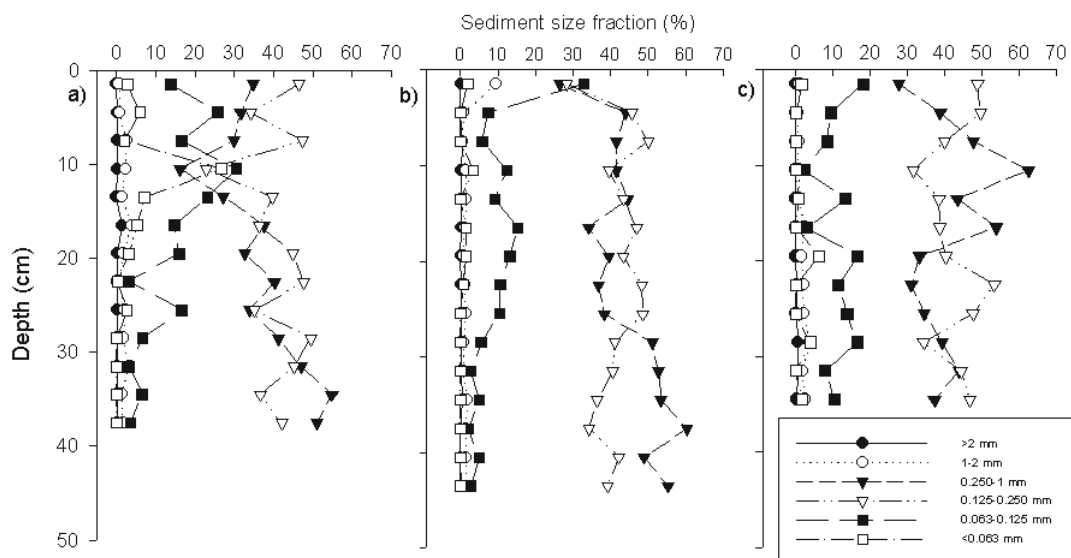 Sediment size fraction (%)
0 10 20 30 40 50 60 70
0 10 20 30 40 50 60 70
0 10 20 30 40 50 60 70
a)
b)
c)
Depth (cm)
0
10
20
30
40
50
>2 mm
1-2 mm
0.250-1 mm
0.125-0.250 mm
0.063-0.125 mm
<0.063 mm